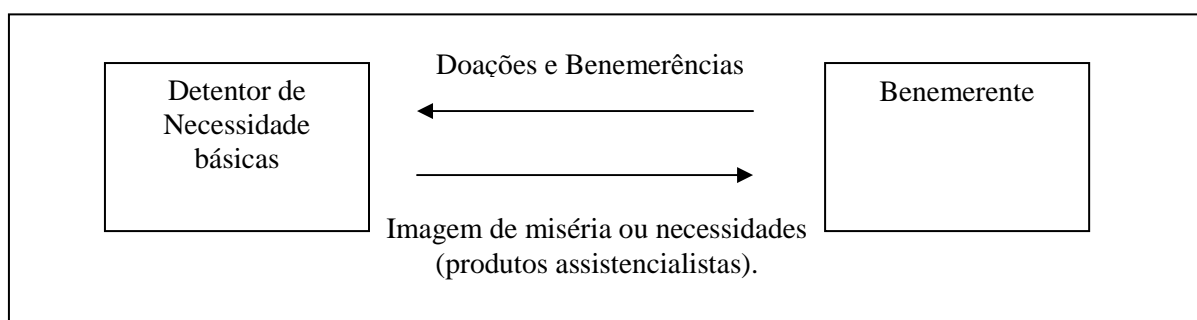 Doações e Benemerências
Detentor de
Necessidade
básicas
Benemerente
Imagem de miséria ou necessidades
(produtos assistencialistas).